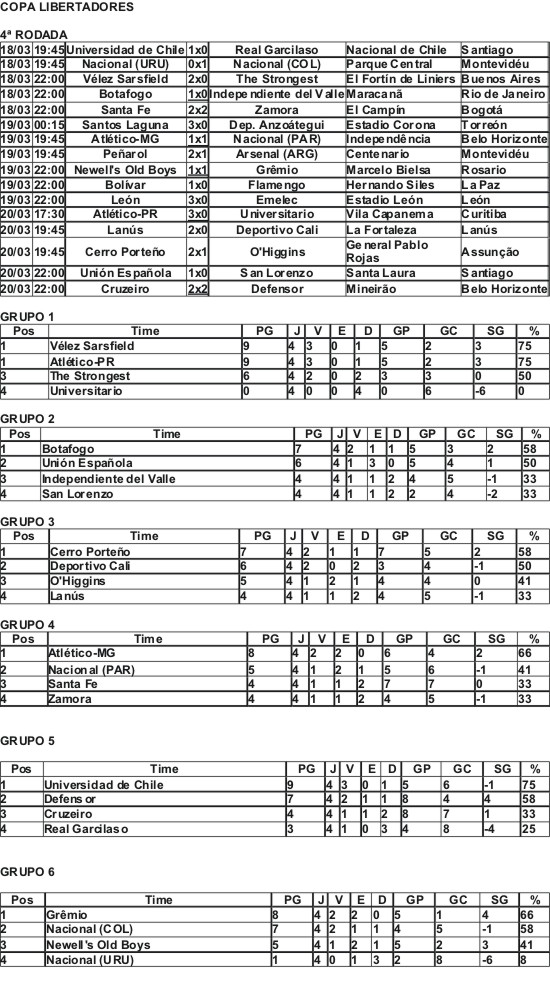 COPA LIBERTADORES
4ª RODADA
18/03 19:45 Universidad de Chile 1x0 Real Garcilaso Nacional de Chile Santiago
18/03 19:45 Nacional (URU) 0x1 Nacional (COL) Parque Central Montevidéu
18/03 22:00 Vélez Sarsfield 2x0 The Strongest El Fortín de Liniers Buenos Aires
18/03 22:00 Botafogo 1x0 Independiente del Valle Maracanã Rio de Janeiro
18/03 22:00 Santa Fe 2x2 Zamora El Campín Bogotá
19/03 00:15 Santos Laguna 3x0 Dep. Anzoátegui Estadio Corona Torreón
19/03 19:45 Atlético-MG 1x1 Nacional (PAR) Independência Belo Horizonte
19/03 19:45 Peñarol 2x1 Arsenal (ARG) Centenario Montevidéu
19/03 22:00 Newell's Old Boys 1x1 Grêmio Marcelo Bielsa Rosario
19/03 22:00 Bolívar 1x0 Flamengo Hernando Siles La Paz
19/03 22:00 León 3x0 Emelec Estadio León León
20/03 17:30 Atlético-PR 3x0 Universitario Vila Capanema Curitiba
20/03 19:45 Lanús 2x0 Deportivo Cali La Fortaleza Lanús
20/03 19:45 Cerro Porteño 2x1 O'Higgins General Pablo Rojas Assunção
20/03 22:00 Unión Española 1x0 San Lorenzo Santa Laura Santiago
20/03 22:00 Cruzeiro 2x2 Defensor Mineirão Belo Horizonte
GRUPO 1
Pos Time PG J V E D GP GC SG %
1 Vélez Sarsfield 9 4 3 0 1 5 2 3 75
1 Atlético-PR 9 4 3 0 1 5 2 3 75
3 The Strongest 6 4 2 0 2 3 3 0 50
4 Universitario 0 4 0 0 4 0 6 -6 0
GRUPO 2
Pos Time PG J V E D GP GC SG %
1 Botafogo 7 4 2 1 1 5 3 2 58
2 Unión Española 6 4 1 3 0 5 4 1 50
3 Independiente del Valle 4 4 1 1 2 4 5 -1 33
4 San Lorenzo 4 4 1 1 2 2 4 -2 33
GRUPO 3
Pos Time PG J V E D GP GC SG %
1 Cerro Porteño 7 4 2 1 1 7 5 2 58
2 Deportivo Cali 6 4 2 0 2 3 4 -1 50
3 O'Higgins 5 4 1 2 1 4 4 0 41
4 Lanús 4 4 1 1 2 4 5 -1 33
GRUPO 4
Pos Time PG J V E D GP GC SG %
1 Atlético-MG 8 4 2 2 0 6 4 2 66
2 Nacional (PAR) 5 4 1 2 1 5 6 -1 41
3 Santa Fe 4 4 1 1 2 7 7 0 33
4 Zamora 4 4 1 1 2 4 5 -1 33
GRUPO 5
Pos Time PG J V E D GP GC SG %
1 Universidad de Chile 9 4 3 0 1 5 6 -1 75
2 Defensor 7 4 2 1 1 8 4 4 58
3 Cruzeiro 4 4 1 1 2 8 7 1 33
4 Real Garcilaso 3 4 1 0 3 4 8 -4 25
GRUPO 6
Pos Time PG J V E D GP GC SG %
1 Grêmio 8 4 2 2 0 5 1 4 66
2 Nacional (COL) 7 4 2 1 1 4 5 -1 58
3 Newell's Old Boys 5 4 1 2 1 5 2 3 41
4 Nacional (URU) 1 4 0 1 3 2 8 -6 8